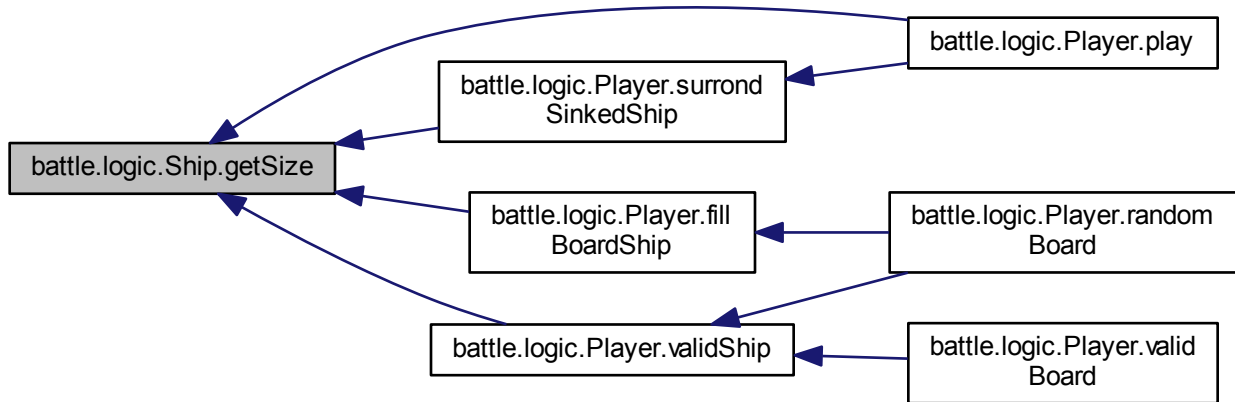 battle.logic.Player.play
battle.logic.Player.surrond
SinkedShip
battle.logic.Ship.getSize
battle.logic.Player.fill
BoardShip
battle.logic.Player.random
Board
battle.logic.Player.validShip
battle.logic.Player.valid
Board